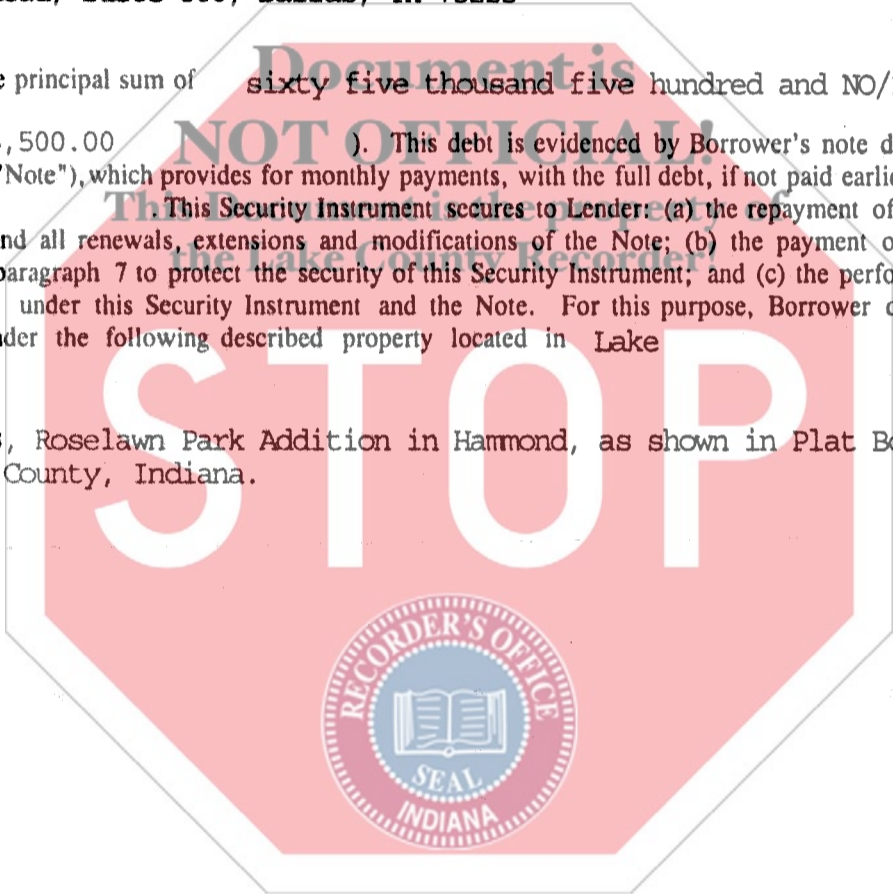 e principal sum of sixty five thousand five hundred and NO/
,500.00 ). This debt is evidenced by Borrower's note d
"Note"), which provides for monthly payments, with the full debt, if not paid earlie
. This Security Instrument secures to Lender: (a) the repayment of
nd all renewals, extensions and modifications of the Note; (b) the payment o
paragraph 7 to protect the security of this Security Instrument; and (c) the perfo
under this Security Instrument and the Note. For this purpose, Borrower
der the following described property located in Lake
, Roselawn Park Addition in Hammond, as shown in Plat Bo
County, Indiana.
Document is
NOT OFFICIAL!
This Document is the property of
the Lake County Recorder!
STOP
RECORDER'S OFFICE
SEAL
INDIANA